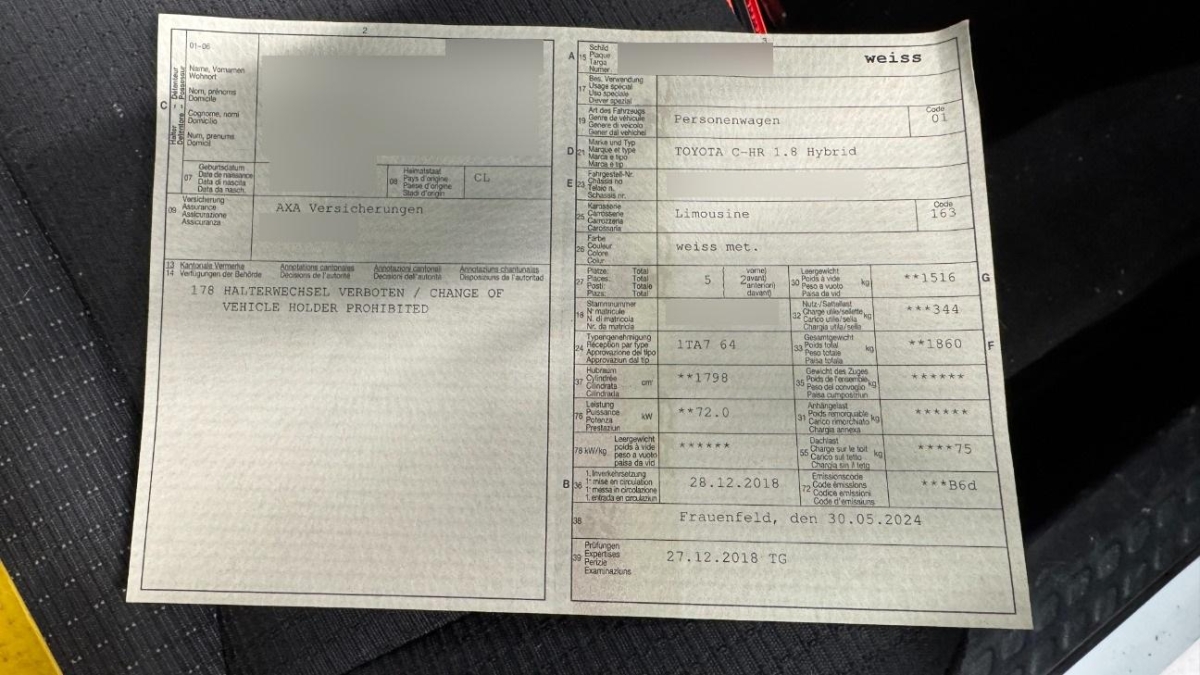 2
01-06
Name, Vornamen
Wohnort
Nom, prénoms
Domicile
Cognome, nomi
Domicilio
Num, prenums
Domicil
C
Halter Détenteur
Detentore Possessur
07
Geburtsdatum
Date de naissance
Data di nascita
Data da nasch.
08
Heimatstaat
Pays d'origine
Paese d'origine
Stadi d'origin
CL
09
Versicherung
Assurance
Assicurazione
Assicuranza
AXA Versicherungen
13 Kantonale Vermerke Annotations cantonales Annotazioni cantonali Annotaziuns chantunalas
14 Verfügungen der Behörde Décisions de l'autorité Decisioni dell'autorità Disposiziuns da l'autoritad
178 HALTERWECHSEL VERBOTEN / CHANGE OF
VEHICLE HOLDER PROHIBITED
3
A 15
Schild
Plaque
Targa
Numer
weiss
17
Bes. Verwendung
Usage spécial
Uso speciale
Diever spezial
19
Art des Fahrzeugs
Genre de véhicule
Genere di veicolo
Gener dal vehichel
Personenwagen
Code
01
D 21
Marke und Typ
Marque et type
Marca e tipo
Marca e tip
TOYOTA C-HR 1.8 Hybrid
E 23
Fahrgestell-Nr.
Châssis no
Telaio n.
Schassis nr.
25
Karosserie
Carrosserie
Carrozzeria
Carossaria
Limousine
Code
163
26
Farbe
Couleur
Colore
Colur
weiss met.
27
Plätze: Total
Places: Total
Posti: Totale
Plazs: Total
5
vorne)
2avant)
anteriori)
davant)
30
Leergewicht
Poids à vide
Peso a vuoto
Paisa da vid
kg
**1516
G
18
Stammnummer
N° matricule
N. di matricola
Nr. da matricla
32
Nutz-/Sattellast
Charge utile/sellette
Carico utile/sella
Chargia utila/sella
kg
***344
24
Typengenehmigung
Réception par type
Approvazione del tipo
Approvaziun dal tip
1TA7 64
33
Gesamtgewicht
Poids total
Peso totale
Paisa totala
kg
**1860
F
37
Hubraum
Cylindrée
Cilindrata
Cilindrada
cm³
**1798
35
Gewicht des Zuges
Poids de l'ensemble
Peso del convoglio
Paisa cumposiziun
kg
******
76
Leistung
Puissance
Potenza
Prestaziun
kW
**72.0
31
Anhängelast
Poids remorquable
Carico rimorchiato
Chargia annexa
kg
******
78 kW/kg
Leergewicht
poids à vide
peso a vuoto
paisa da vid
******
55
Dachlast
Charge sur le toit
Carico sul tetto
Chargia sin il tetg
kg
****75
B 36
1. Inverkehrsetzung
1re mise en circulation
1a messa in circolazione
1. entrada en circulaziun
28.12.2018
72
Emissionscode
Code émissions
Codice emissioni
Code d'emissiuns
***B6d
38
Frauenfeld, den 30.05.2024
39
Prüfungen
Expertises
Perizie
Examinaziuns
27.12.2018 TG